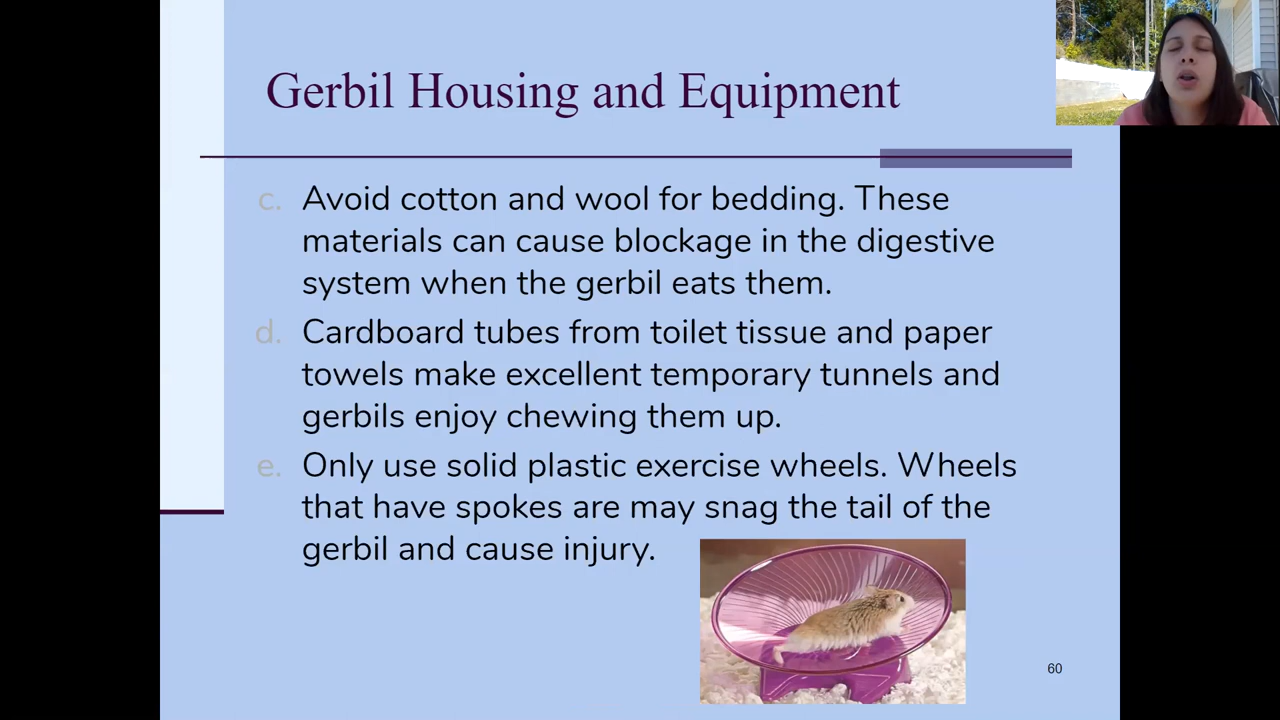 Gerbil Housing and Equipment
c. Avoid cotton and wool for bedding. These
materials can cause blockage in the digestive
system when the gerbil eats them.
d. Cardboard tubes from toilet tissue and paper
towels make excellent temporary tunnels and
gerbils enjoy chewing them up.
e. Only use solid plastic exercise wheels. Wheels
that have spokes are may snag the tail of the
gerbil and cause injury.
60